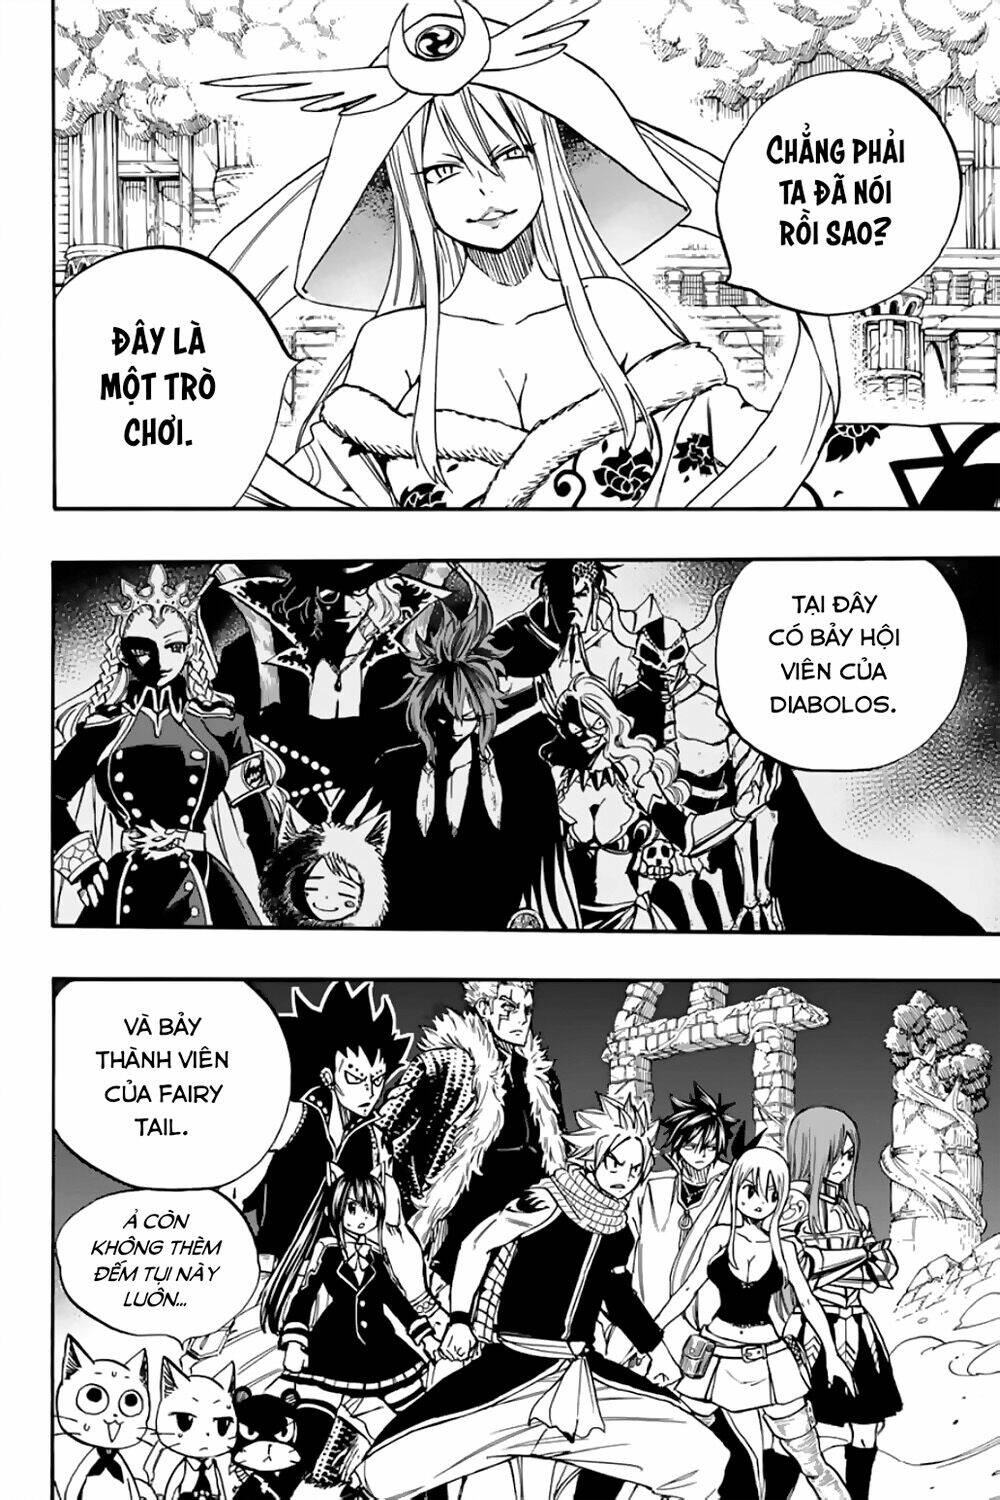 CHẲNG PHẢI
TA ĐÃ NÓI
RỒI SAO?
ĐÂY LÀ
MỘT TRÒ
CHƠI.
TẠI ĐÂY
CÓ BẢY HỘI
VIÊN CỦA
DIABOLOS.
VÀ BẢY
THÀNH VIÊN
CỦA FAIRY
TAIL.
Ả CÒN
KHÔNG THÈM
ĐẾM TỤI NÀY
LUÔN...